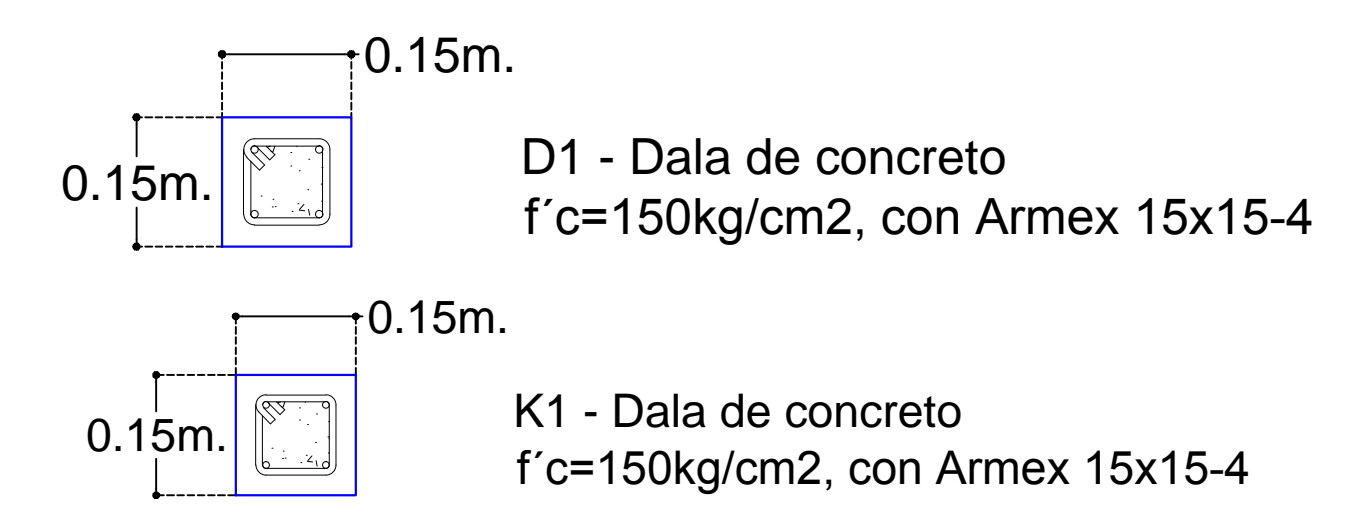 0.15m.
0.15m.
D1 - Dala de concreto
f´c=150kg/cm2, con Armex 15x15-4
0.15m.
0.15m.
K1 - Dala de concreto
f´c=150kg/cm2, con Armex 15x15-4